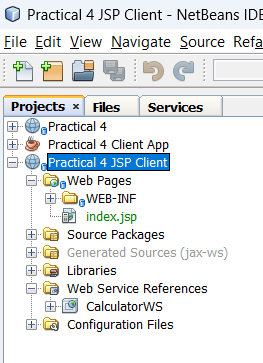 Practical 4 JSP Client - NetBeans IDE
File Edit View Navigate Source Refa
Projects × Files Services
Practical 4
Practical 4 Client App
Practical 4 JSP Client
Web Pages
WEB-INF
index.jsp
Source Packages
Generated Sources (jax-ws)
Libraries
Web Service References
CalculatorWS
Configuration Files